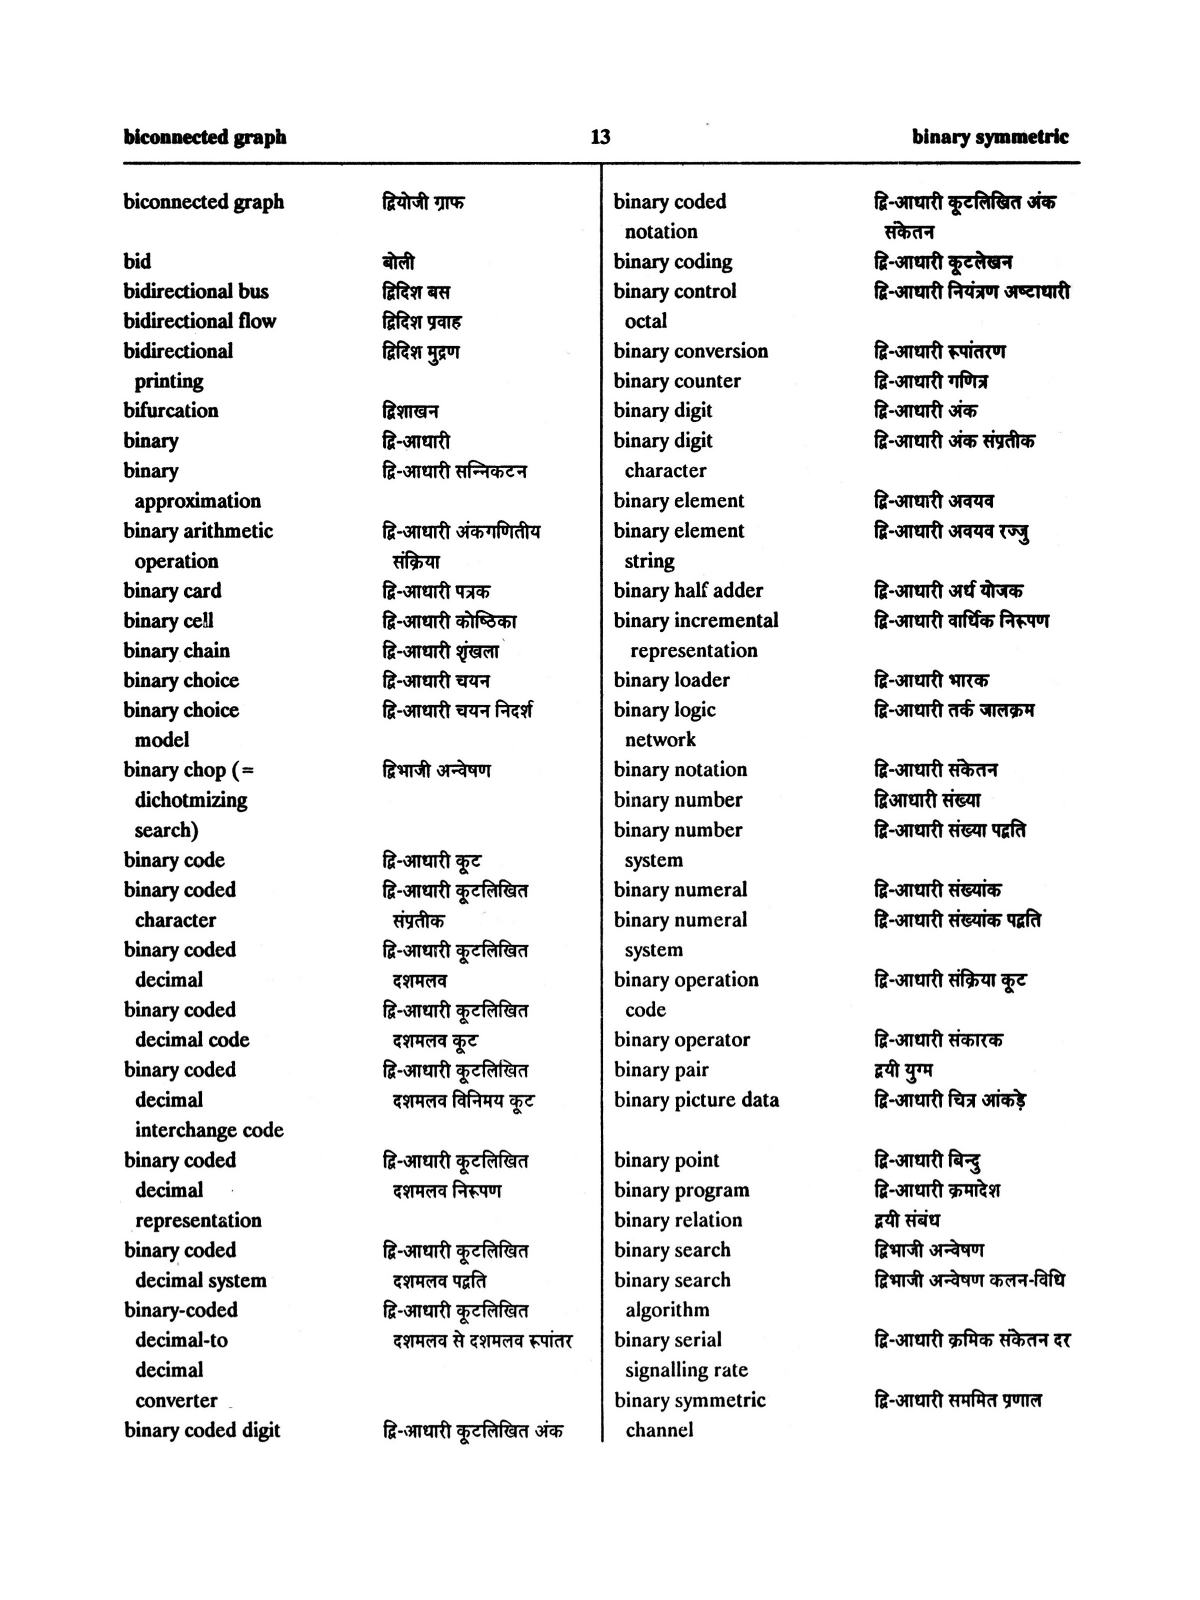 biconnected graph 13 binary symmetric
biconnected graph द्वियोजी ग्राफ
bid बोली
bidirectional bus द्विदिश बस
bidirectional flow द्विदिश प्रवाह
bidirectional द्विदिश मुद्रण
printing
bifurcation द्विशाखन
binary द्वि-आधारी
binary द्वि-आधारी सन्निकटन
approximation
binary arithmetic द्वि-आधारी अंकगणितीय
operation संक्रिया
binary card द्वि-आधारी पत्रक
binary cell द्वि-आधारी कोष्ठिका
binary chain द्वि-आधारी शृंखला
binary choice द्वि-आधारी चयन
binary choice द्वि-आधारी चयन निदर्श
model
binary chop (= द्विभाजी अन्वेषण
dichotmizing
search)
binary code द्वि-आधारी कूट
binary coded द्वि-आधारी कूटलिखित
character संप्रतीक
binary coded द्वि-आधारी कूटलिखित
decimal दशमलव
binary coded द्वि-आधारी कूटलिखित
decimal code दशमलव कूट
binary coded द्वि-आधारी कूटलिखित
decimal दशमलव विनिमय कूट
interchange code
binary coded द्वि-आधारी कूटलिखित
decimal दशमलव निरूपण
representation
binary coded द्वि-आधारी कूटलिखित
decimal system दशमलव पद्वति
binary-coded द्वि-आधारी कूटलिखित
decimal-to दशमलव से दशमलव रूपांतर
decimal
converter
binary coded digit द्वि-आधारी कूटलिखित अंक
binary coded द्वि-आधारी कूटलिखित अंक
notation संकेतन
binary coding द्वि-आधारी कूटलेखन
binary control द्वि-आधारी नियंत्रण अष्टाधारी
octal
binary conversion द्वि-आधारी रूपांतरण
binary counter द्वि-आधारी गणित्र
binary digit द्वि-आधारी अंक
binary digit द्वि-आधारी अंक संप्रतीक
character
binary element द्वि-आधारी अवयव
binary element द्वि-आधारी अवयव रज्जु
string
binary half adder द्वि-आधारी अर्ध योजक
binary incremental द्वि-आधारी वार्धिक निरूपण
representation
binary loader द्वि-आधारी भारक
binary logic द्वि-आधारी तर्क जालक्रम
network
binary notation द्वि-आधारी संकेतन
binary number द्विआधारी संख्या
binary number द्वि-आधारी संख्या पद्वति
system
binary numeral द्वि-आधारी संख्यांक
binary numeral द्वि-आधारी संख्यांक पद्वति
system
binary operation द्वि-आधारी संक्रिया कूट
code
binary operator द्वि-आधारी संकारक
binary pair द्वयी युग्म
binary picture data द्वि-आधारी चित्र आंकड़े
binary point द्वि-आधारी बिन्दु
binary program द्वि-आधारी क्रमादेश
binary relation द्वयी संबंध
binary search द्विभाजी अन्वेषण
binary search द्विभाजी अन्वेषण कलन-विधि
algorithm
binary serial द्वि-आधारी क्रमिक संकेतन दर
signalling rate
binary symmetric द्वि-आधारी सममित प्रणाल
channel